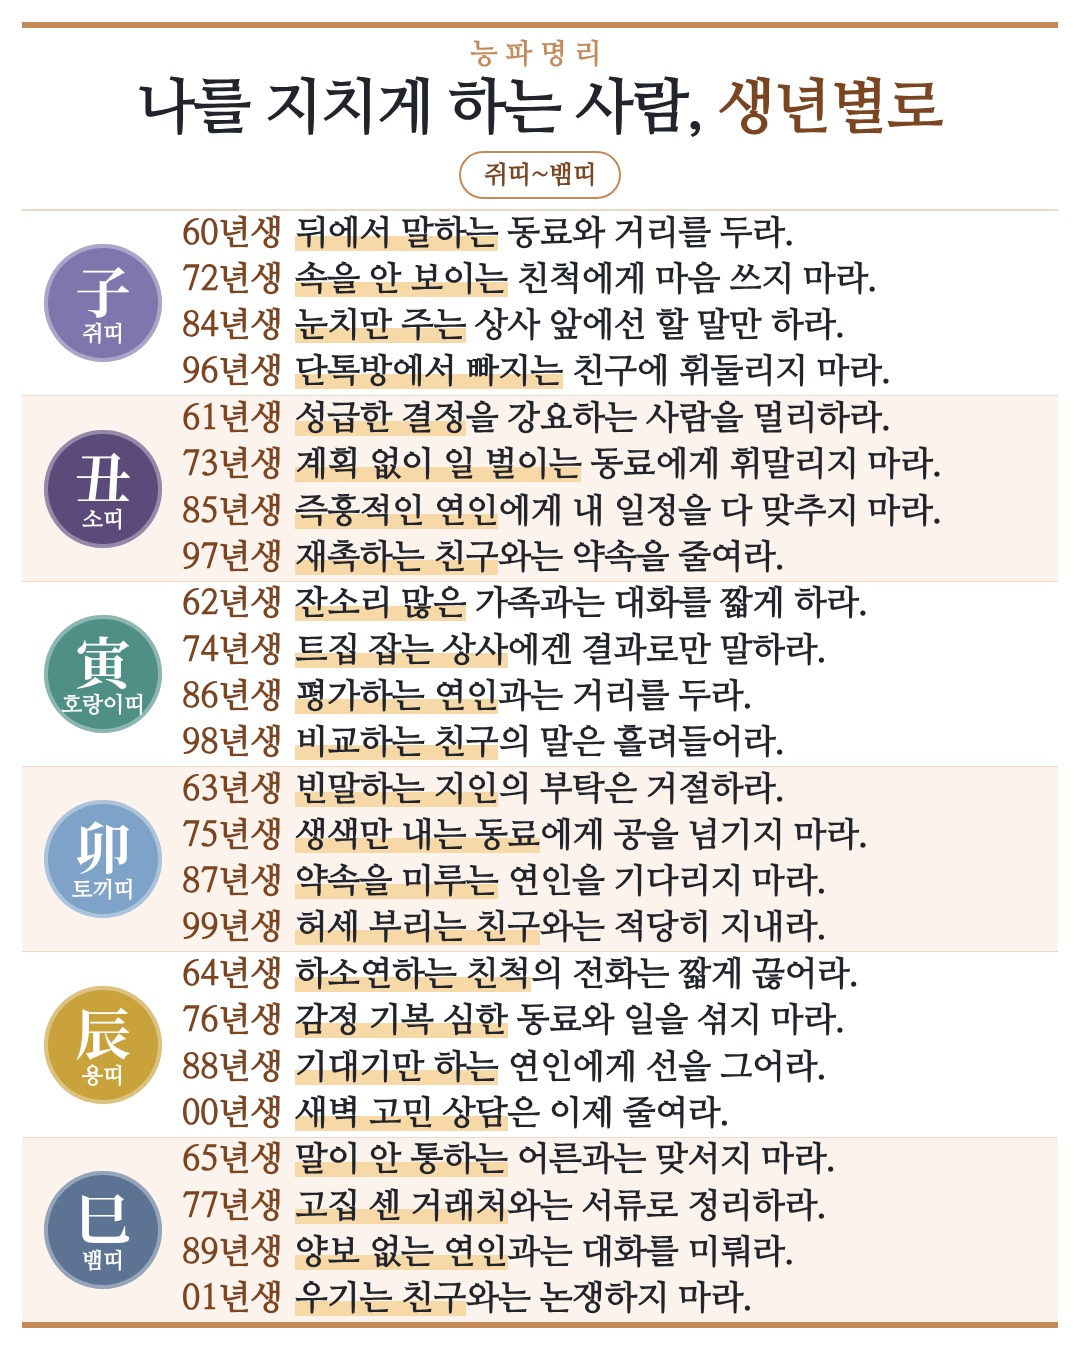 능파명리
나를 지치게 하는 사람, 생년별로
쥐띠~뱀띠
子
쥐띠
60년생 뒤에서 말하는 동료와 거리를 두라.
72년생 속을 안 보이는 친척에게 마음 쓰지 마라.
84년생 눈치만 주는 상사 앞에선 할 말만 하라.
96년생 단톡방에서 빠지는 친구에 휘둘리지 마라.
丑
소띠
61년생 성급한 결정을 강요하는 사람을 멀리하라.
73년생 계획 없이 일 벌이는 동료에게 휘말리지 마라.
85년생 즉흥적인 연인에게 내 일정을 다 맞추지 마라.
97년생 재촉하는 친구와는 약속을 줄여라.
寅
호랑이띠
62년생 잔소리 많은 가족과는 대화를 짧게 하라.
74년생 트집 잡는 상사에겐 결과로만 말하라.
86년생 평가하는 연인과는 거리를 두라.
98년생 비교하는 친구의 말은 흘려들어라.
卯
토끼띠
63년생 빈말하는 지인의 부탁은 거절하라.
75년생 생색만 내는 동료에게 공을 넘기지 마라.
87년생 약속을 미루는 연인을 기다리지 마라.
99년생 허세 부리는 친구와는 적당히 지내라.
辰
용띠
64년생 하소연하는 친척의 전화는 짧게 끊어라.
76년생 감정 기복 심한 동료와 일을 섞지 마라.
88년생 기대기만 하는 연인에게 선을 그어라.
00년생 새벽 고민 상담은 이제 줄여라.
巳
뱀띠
65년생 말이 안 통하는 어른과는 맞서지 마라.
77년생 고집 센 거래처와는 서류로 정리하라.
89년생 양보 없는 연인과는 대화를 미뤄라.
01년생 우기는 친구와는 논쟁하지 마라.